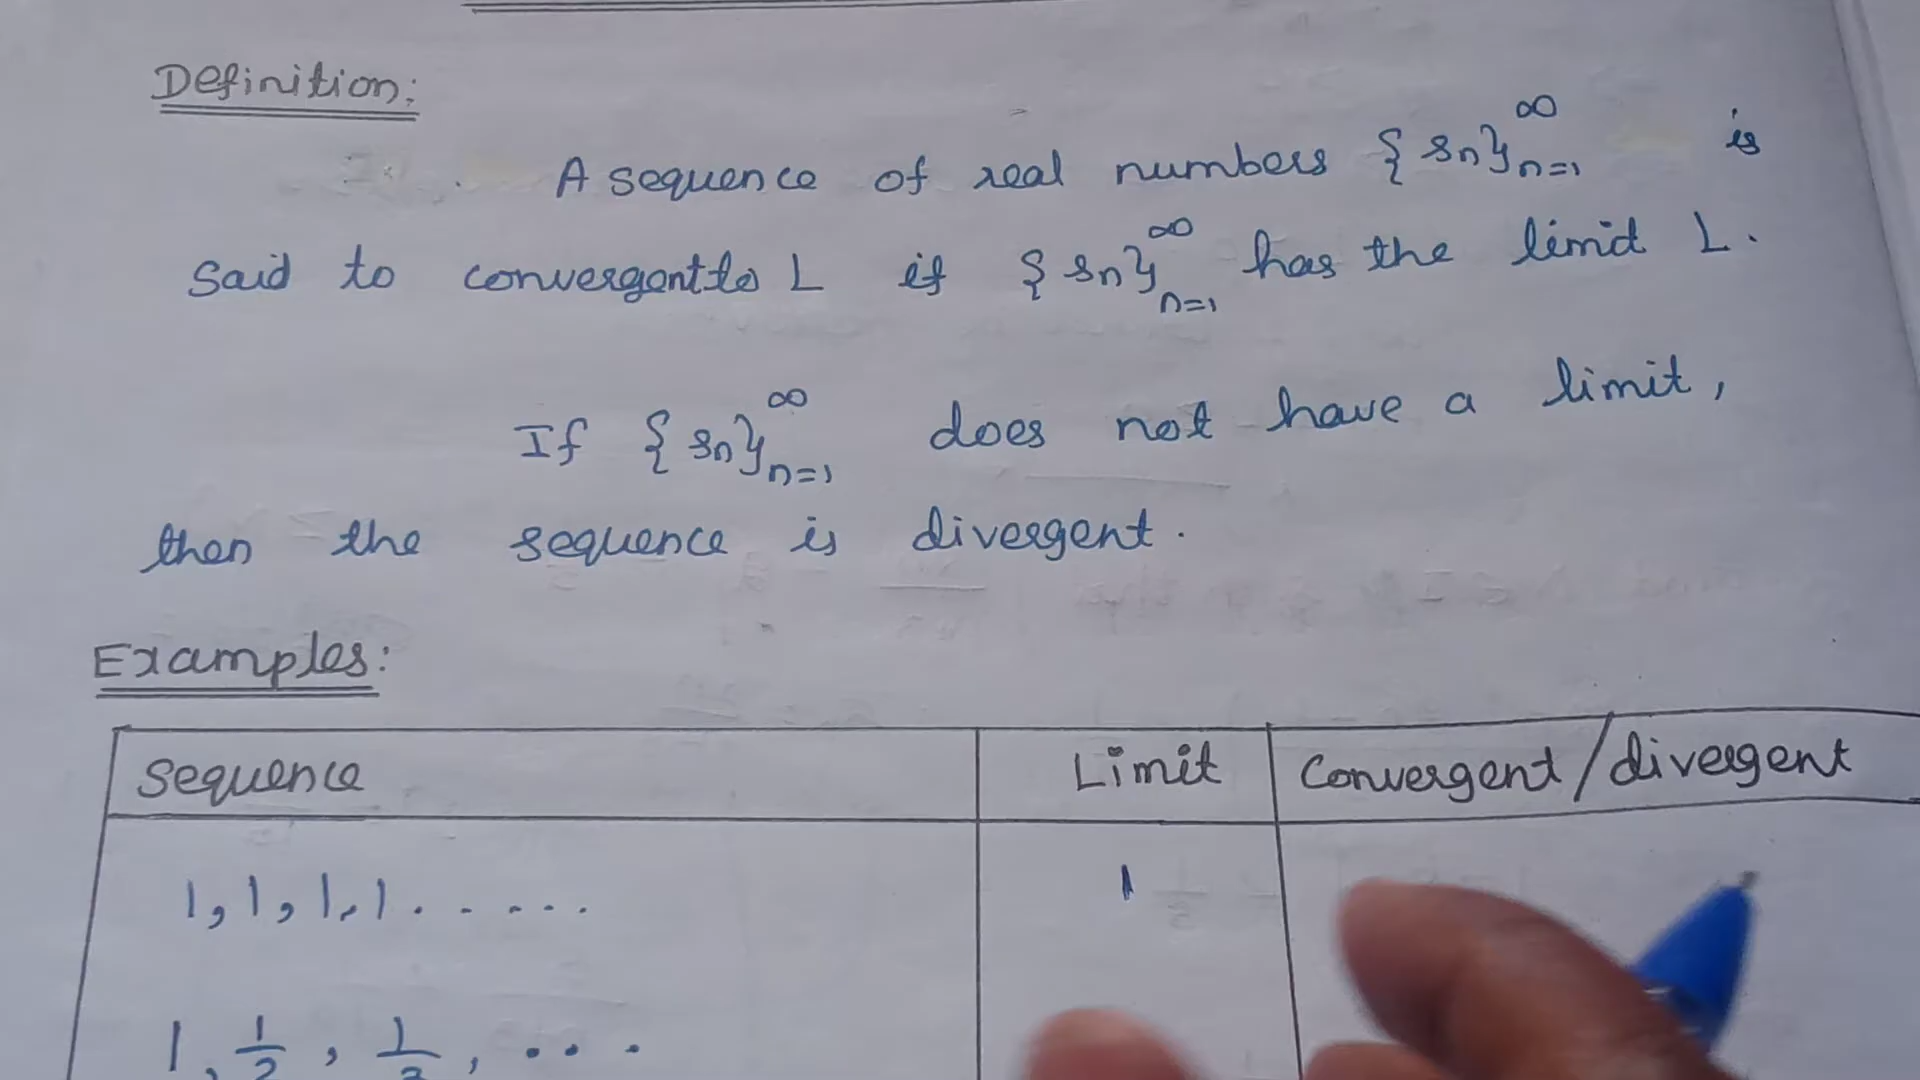 Definition:
A sequence of real numbers {sn}∞n=1 is
said to convergent to L if {sn}∞n=1 has the limit L.
If {sn}∞n=1 does not have a limit,
then the sequence is divergent.
Examples:
Sequence Limit Convergent/divergent
1, 1, 1, 1 . . . . . . 1
1, 1/2, 1/3, . . .